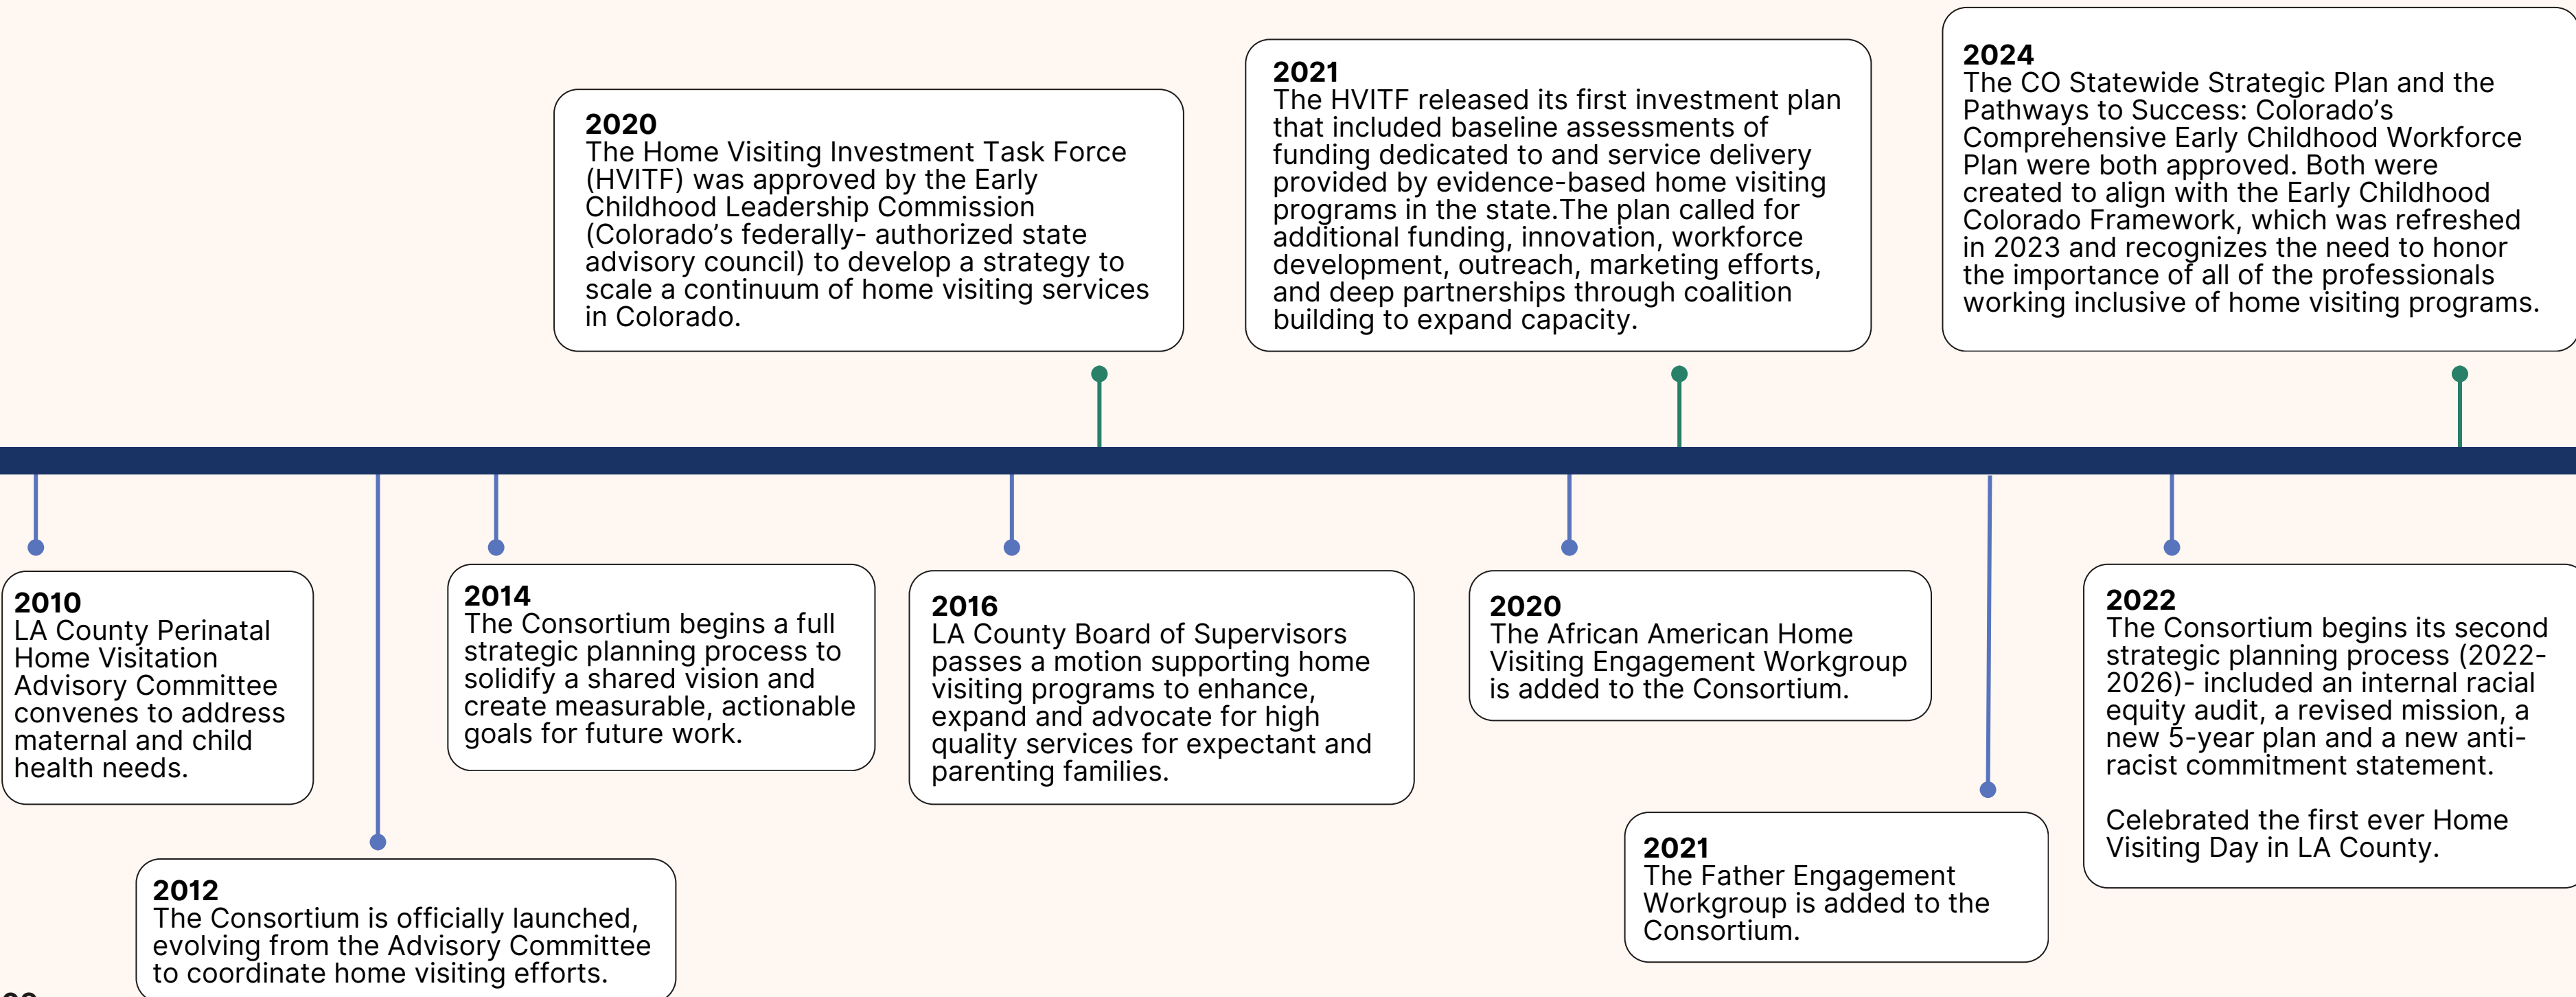 2020
The Home Visiting Investment Task Force
(HVITF) was approved by the Early
Childhood Leadership Commission
(Colorado’s federally- authorized state
advisory council) to develop a strategy to
scale a continuum of home visiting services
in Colorado.
2021
The HVITF released its first investment plan
that included baseline assessments of
funding dedicated to and service delivery
provided by evidence-based home visiting
programs in the state.The plan called for
additional funding, innovation, workforce
development, outreach, marketing efforts,
and deep partnerships through coalition
building to expand capacity.
2024
The CO Statewide Strategic Plan and the
Pathways to Success: Colorado’s
Comprehensive Early Childhood Workforce
Plan were both approved. Both were
created to align with the Early Childhood
Colorado Framework, which was refreshed
in 2023 and recognizes the need to honor
the importance of all of the professionals
working inclusive of home visiting programs.
2010
LA County Perinatal
Home Visitation
Advisory Committee
convenes to address
maternal and child
health needs.
2012
The Consortium is officially launched,
evolving from the Advisory Committee
to coordinate home visiting efforts.
2014
The Consortium begins a full
strategic planning process to
solidify a shared vision and
create measurable, actionable
goals for future work.
2016
LA County Board of Supervisors
passes a motion supporting home
visiting programs to enhance,
expand and advocate for high
quality services for expectant and
parenting families.
2020
The African American Home
Visiting Engagement Workgroup
is added to the Consortium.
2021
The Father Engagement
Workgroup is added to the
Consortium.
2022
The Consortium begins its second
strategic planning process (2022-
2026)- included an internal racial
equity audit, a revised mission, a
new 5-year plan and a new anti-
racist commitment statement.
Celebrated the first ever Home
Visiting Day in LA County.